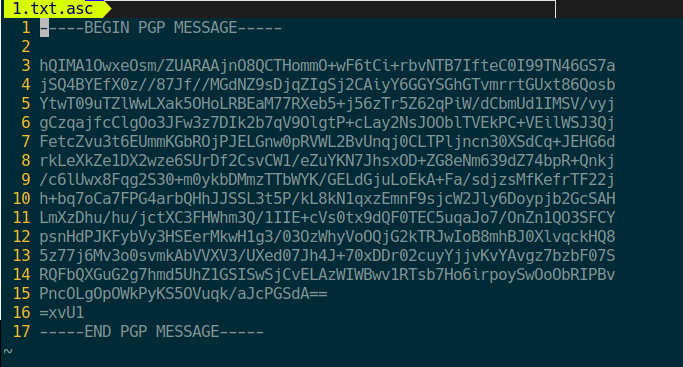 1.txt.asc
1 -----BEGIN PGP MESSAGE-----
2
3 hQIMA1OwxeOsm/ZUARAAjnO8QCTHommO+wF6tCi+rbvNTB7IfteC0I99TN46GS7a
4 jSQ4BYEfX0z//87Jf//MGdNZ9sDjqZIgSj2CAiyY6GGYSGhGTvmrrtGUxt86Qosb
5 YtwT09uTZlWwLXak5OHoLRBEaM77RXeb5+j56zTr5Z62qPiW/dCbmUd1IMSV/vyj
6 gCzqajfcClgOo3JFw3z7DIk2b7qV9OlgtP+cLay2NsJOOblTVEkPC+VEilWSJ3Qj
7 FetcZvu3t6EUmmKGbROjPJELGnw0pRVWL2BvUnqj0CLTPljncn30XSdCq+JEHG6d
8 rkLeXkZe1DX2wze6SUrDf2CsvCW1/eZuYKN7JhsxOD+ZG8eNm639dZ74bpR+Qnkj
9 /c6lUwx8Fqg2S30+m0ykbDMmzTTbWYK/GELdGjuLoEkA+Fa/sdjzsMfKefrTF22j
10 h+bq7oCa7FPG4arbQHhJJSSL3t5P/kL8kN1qxzEmnF9sjcW2Jly6Doypjb2GcSAH
11 LmXzDhu/hu/jctXC3FHWhm3Q/1IIE+cVs0tx9dQF0TEC5uqaJo7/OnZn1QO3SFCY
12 psnHdPJKFybVy3HSEerMkwH1g3/03OzWhyVoOQjG2kTRJwIoB8mhBJ0XlvqckHQ8
13 5z77j6Mv3o0svmkAbVVXV3/UXed07Jh4J+70xDDr02cuyYjjvKvYAvgz7bzbF07S
14 RQFbQXGuG2g7hmd5UhZ1GSISwSjCvELAzWIWBwv1RTsb7Ho6irpoySwOoObRIPBv
15 PncOLgOpOWkPyKS5OVuqk/aJcPGSdA==
16 =xvU1
17 -----END PGP MESSAGE-----
~